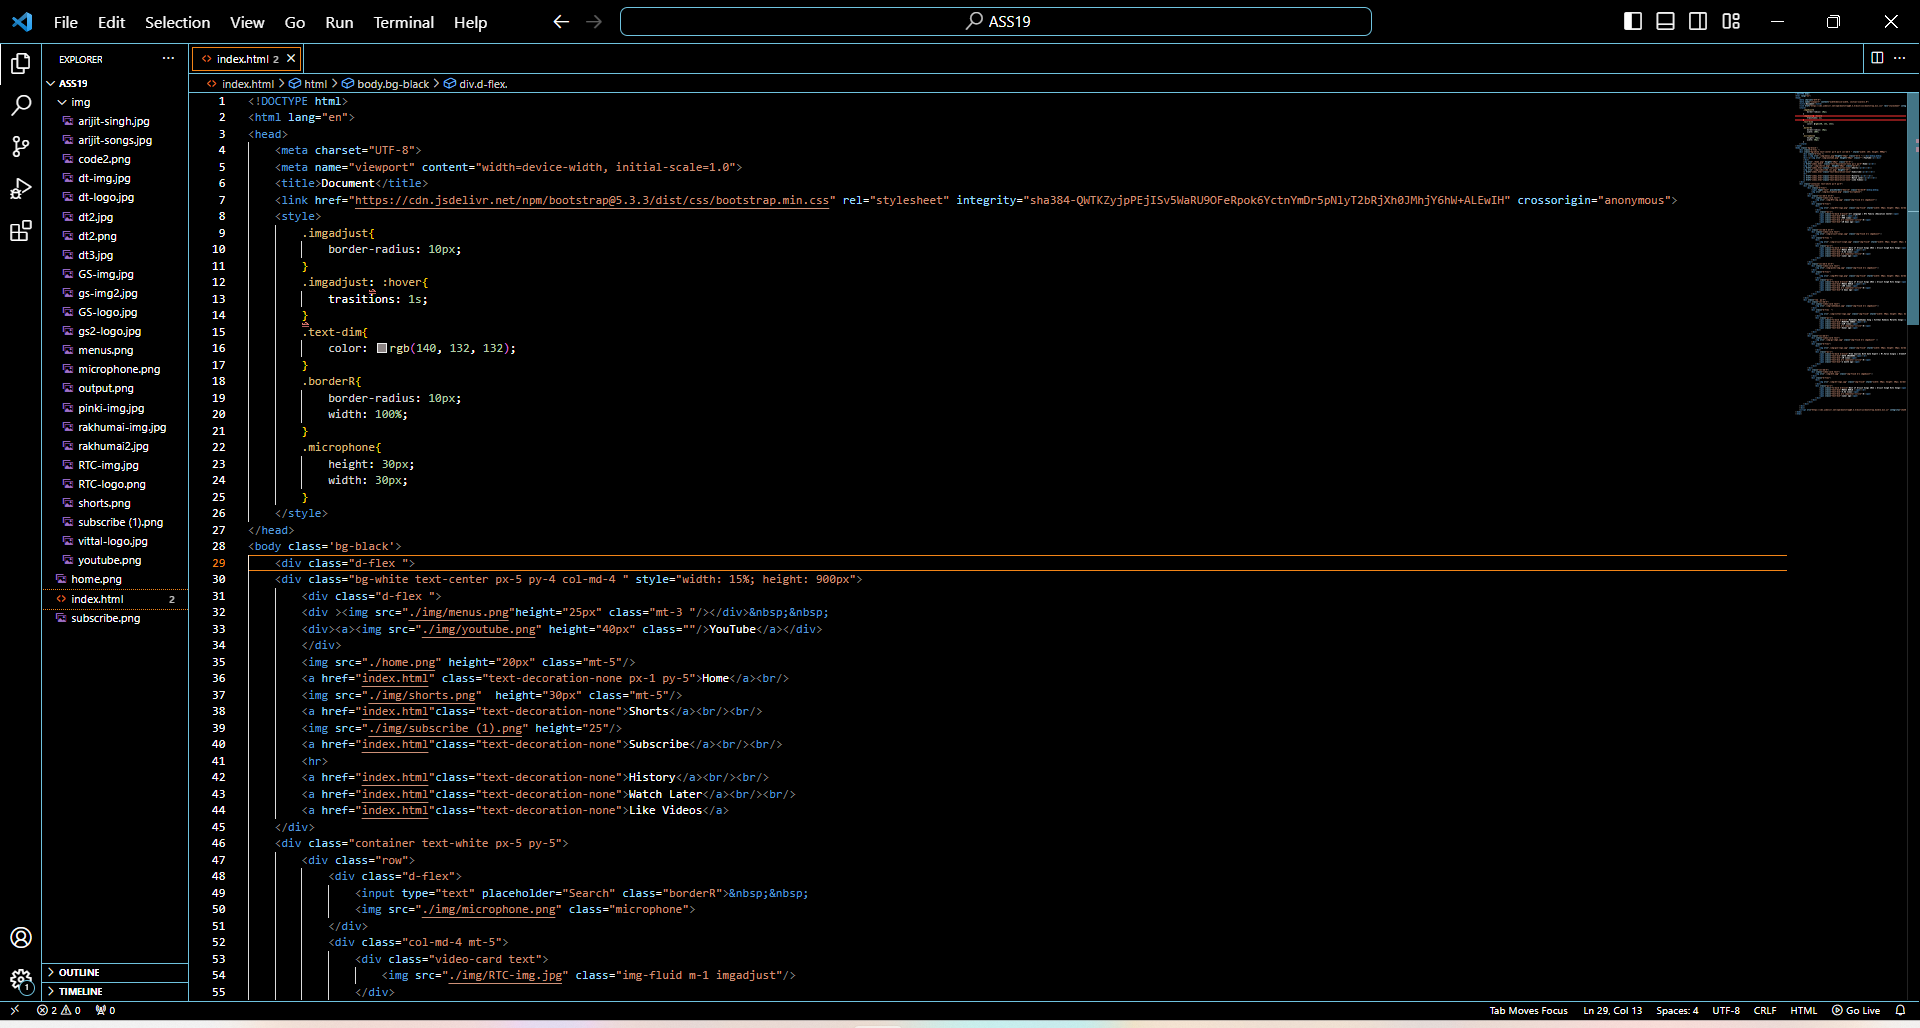 File Edit Selection View Go Run Terminal Help
ASS19
EXPLORER
ASS19
img
arijit-singh.jpg
arijit-songs.jpg
code2.png
dt-img.jpg
dt-logo.jpg
dt2.jpg
dt2.png
dt3.jpg
GS-img.jpg
gs-img2.jpg
GS-logo.jpg
gs2-logo.jpg
menus.png
microphone.png
output.png
pinki-img.jpg
rakhumai-img.jpg
rakhumai2.jpg
RTC-img.jpg
RTC-logo.png
shorts.png
subscribe (1).png
vittal-logo.jpg
youtube.png
home.png
index.html 2
subscribe.png
OUTLINE
TIMELINE
index.html 2
index.html > html > body.bg-black > div.d-flex.
1 <!DOCTYPE html>
2 <html lang="en">
3 <head>
4 <meta charset="UTF-8">
5 <meta name="viewport" content="width=device-width, initial-scale=1.0">
6 <title>Document</title>
7 <link href="https://cdn.jsdelivr.net/npm/bootstrap@5.3.3/dist/css/bootstrap.min.css" rel="stylesheet" integrity="sha384-QWTKZyjpPEjISv5WaRU9OFeRpok6YctnYmDr5pNlyT2bRjXh0JMhjY6hW+ALEwIH" crossorigin="anonymous">
8 <style>
9 .imgadjust{
10 border-radius: 10px;
11 }
12 .imgadjust: :hover{
13 trasitions: 1s;
14 }
15 .text-dim{
16 color: rgb(140, 132, 132);
17 }
18 .borderR{
19 border-radius: 10px;
20 width: 100%;
21 }
22 .microphone{
23 height: 30px;
24 width: 30px;
25 }
26 </style>
27 </head>
28 <body class='bg-black'>
29 <div class="d-flex ">
30 <div class="bg-white text-center px-5 py-4 col-md-4 " style="width: 15%; height: 900px">
31 <div class="d-flex ">
32 <div ><img src="./img/menus.png"height="25px" class="mt-3 "/></div>&nbsp;&nbsp;
33 <div><a><img src="./img/youtube.png" height="40px" class=""/>YouTube</a></div>
34 </div>
35 <img src="./home.png" height="20px" class="mt-5"/>
36 <a href="index.html" class="text-decoration-none px-1 py-5">Home</a><br/>
37 <img src="./img/shorts.png"  height="30px" class="mt-5"/>
38 <a href="index.html"class="text-decoration-none">Shorts</a><br/><br/>
39 <img src="./img/subscribe (1).png" height="25"/>
40 <a href="index.html"class="text-decoration-none">Subscribe</a><br/><br/>
41 <hr>
42 <a href="index.html"class="text-decoration-none">History</a><br/><br/>
43 <a href="index.html"class="text-decoration-none">Watch Later</a><br/><br/>
44 <a href="index.html"class="text-decoration-none">Like Videos</a>
45 </div>
46 <div class="container text-white px-5 py-5">
47 <div class="row">
48 <div class="d-flex">
49 <input type="text" placeholder="Search" class="borderR">&nbsp;&nbsp;
50 <img src="./img/microphone.png" class="microphone">
51 </div>
52 <div class="col-md-4 mt-5">
53 <div class="video-card text">
54 <img src="./img/RTC-img.jpg" class="img-fluid m-1 imgadjust"/>
55 </div>
2 0 0 Tab Moves Focus Ln 29, Col 13 Spaces: 4 UTF-8 CRLF HTML Go Live